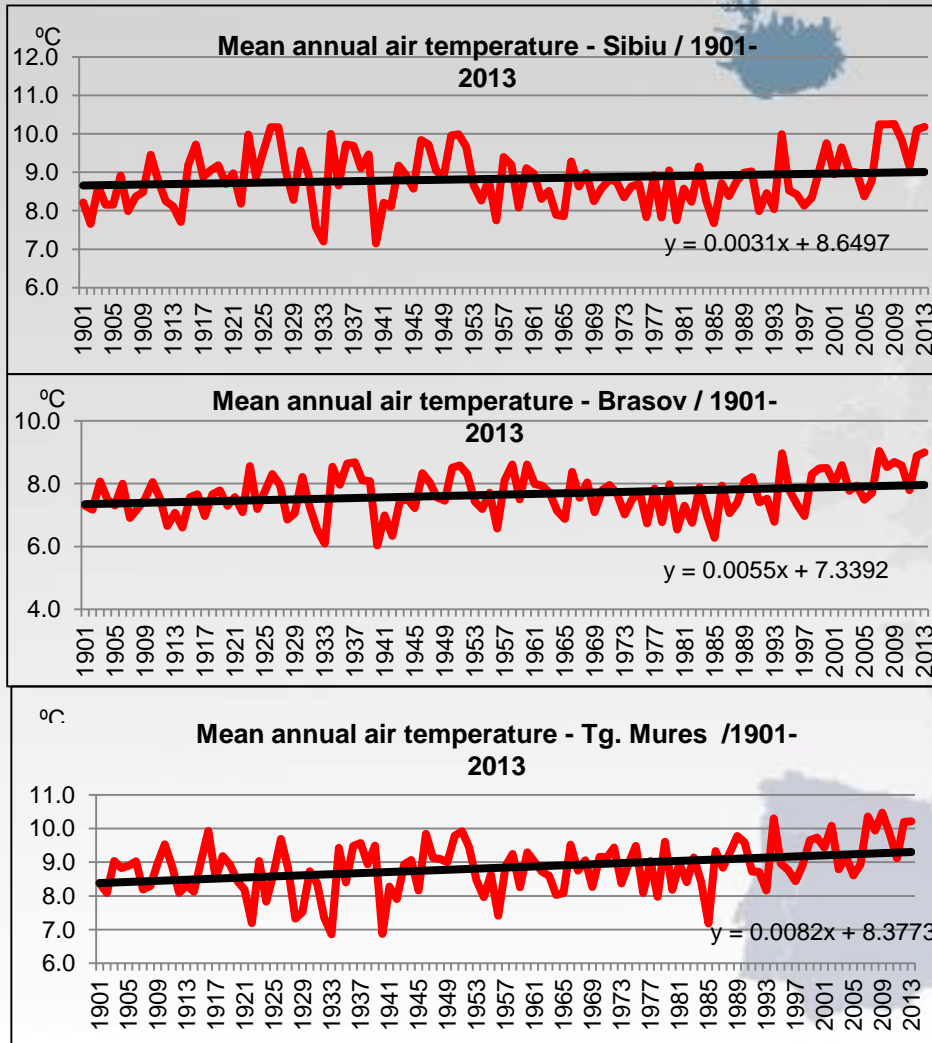 ºC
Mean annual air temperature - Sibiu / 1901-
2013
12.0
11.0
10.0
9.0
8.0
7.0
6.0
y = 0.0031x + 8.6497
1901 1905 1909 1913 1917 1921 1925 1929 1933 1937 1941 1945 1949 1953 1957 1961 1965 1969 1973 1977 1981 1985 1989 1993 1997 2001 2005 2009 2013
ºC
Mean annual air temperature - Brasov / 1901-
2013
10.0
8.0
6.0
4.0
y = 0.0055x + 7.3392
1901 1905 1909 1913 1917 1921 1925 1929 1933 1937 1941 1945 1949 1953 1957 1961 1965 1969 1973 1977 1981 1985 1989 1993 1997 2001 2005 2009 2013
ºC
Mean annual air temperature - Tg. Mures /1901-
2013
11.0
10.0
9.0
8.0
7.0
6.0
y = 0.0082x + 8.3773
1901 1905 1909 1913 1917 1921 1925 1929 1933 1937 1941 1945 1949 1953 1957 1961 1965 1969 1973 1977 1981 1985 1989 1993 1997 2001 2005 2009 2013